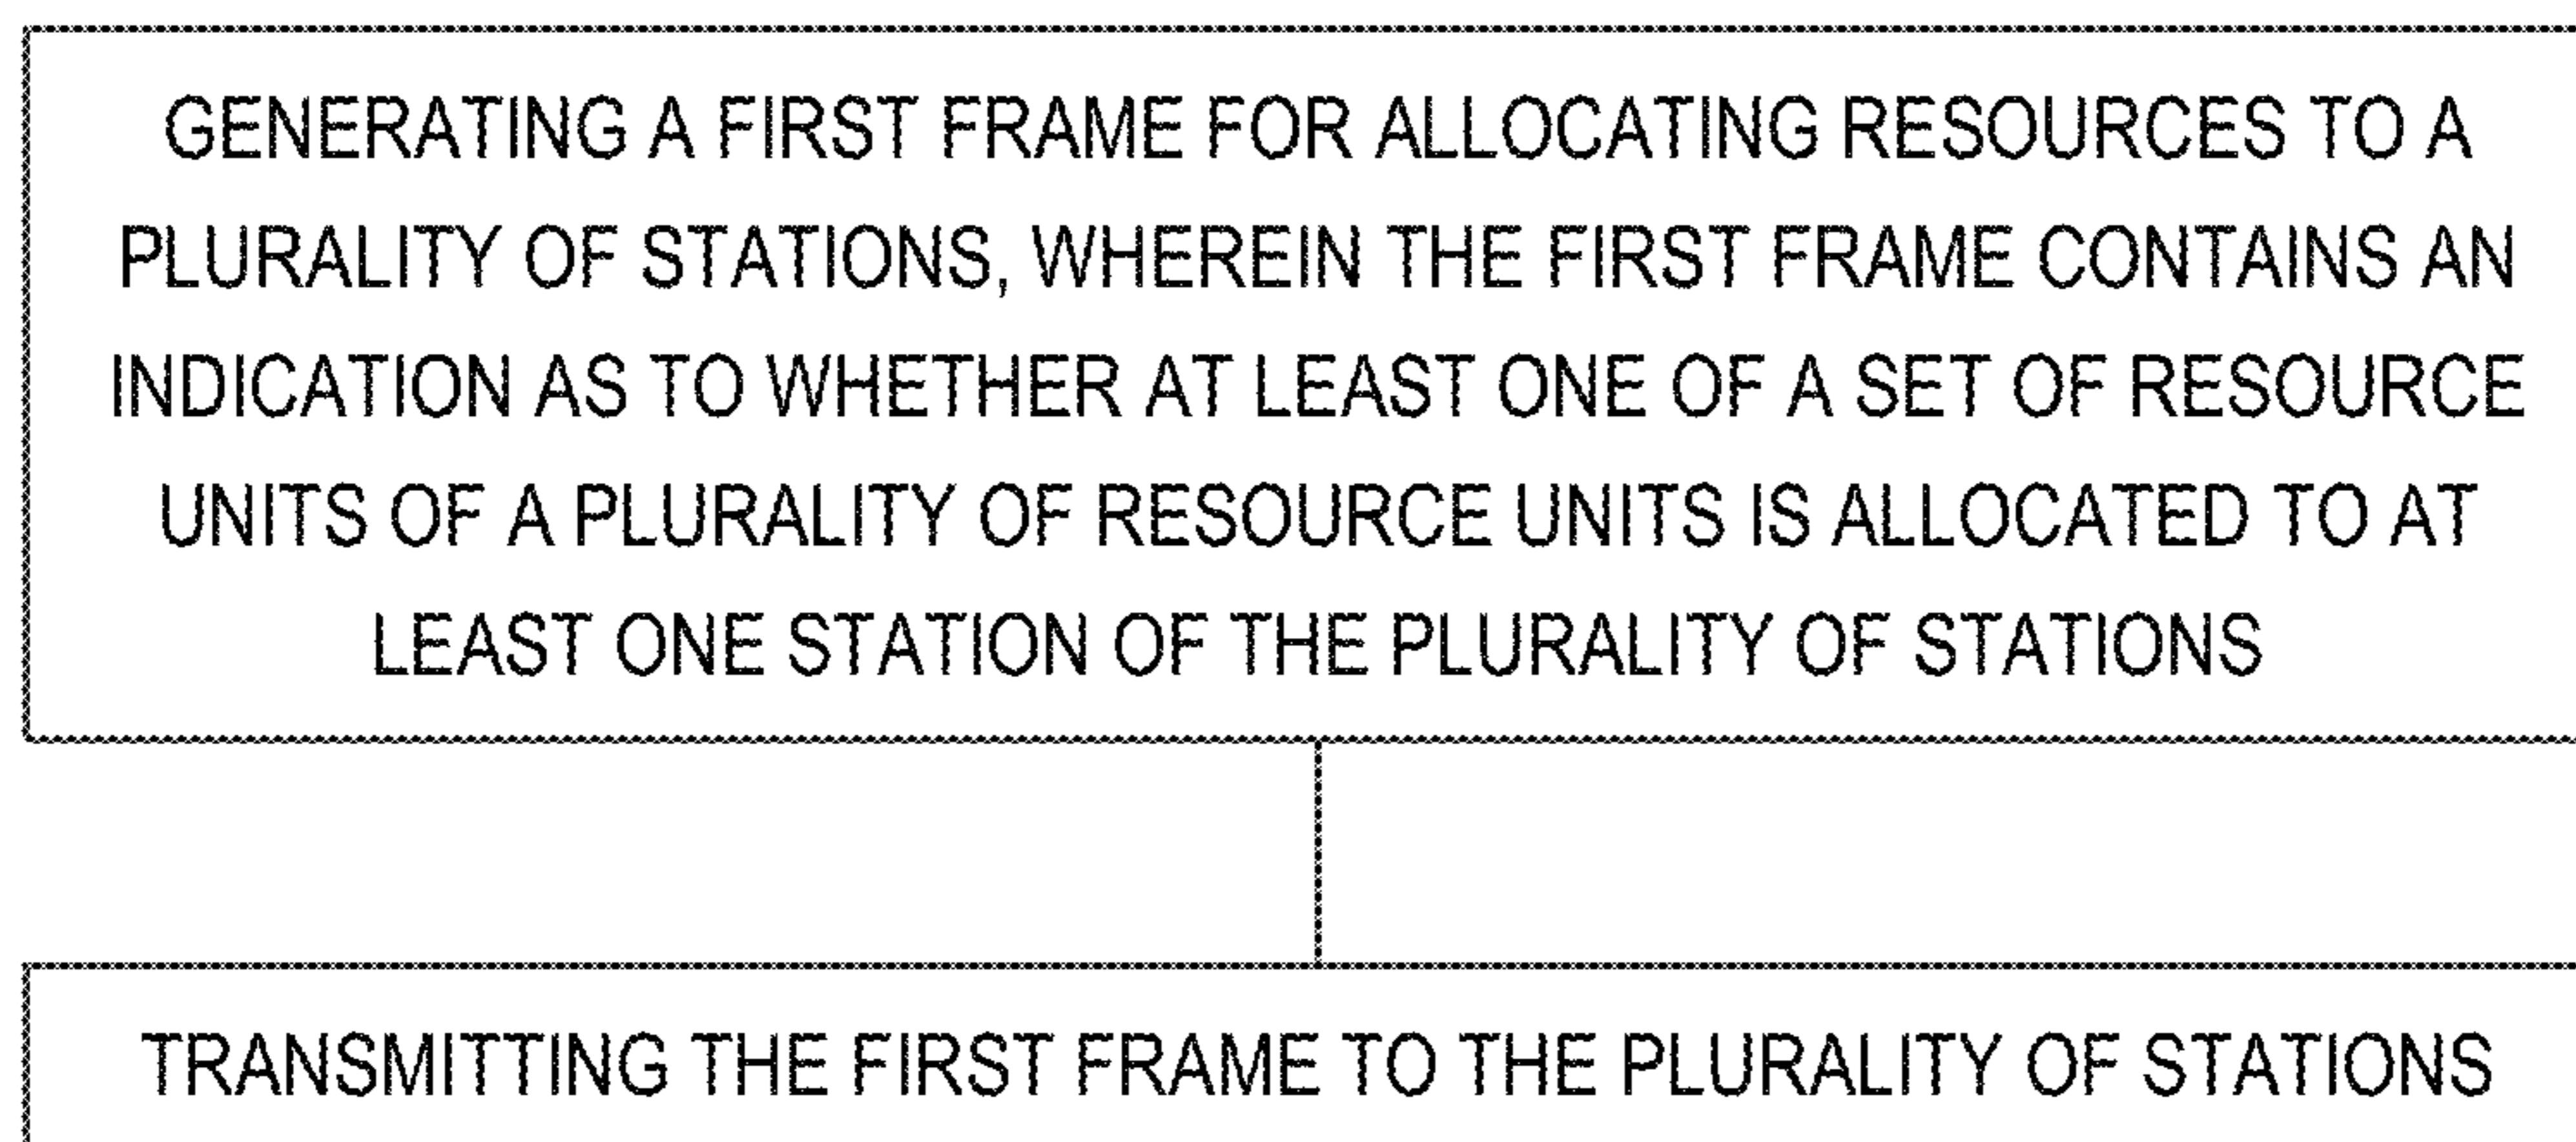 GENERATING A FIRST FRAME FOR ALLOCATING RESOURCES TO A
PLURALITY OF STATIONS, WHEREIN THE FIRST FRAME CONTAINS AN
INDICATION AS TO WHETHER AT LEAST ONE OF A SET OF RESOURCE
UNITS OF A PLURALITY OF RESOURCE UNITS IS ALLOCATED TO AT
LEAST ONE STATION OF THE PLURALITY OF STATIONS
TRANSMITTING THE FIRST FRAME TO THE PLURALITY OF STATIONS